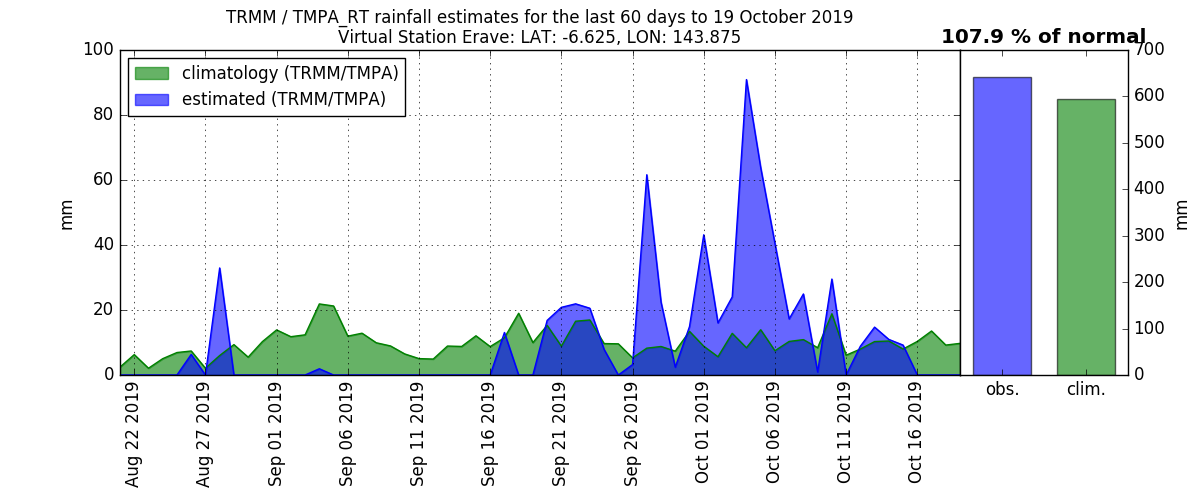 TRMM / TMPA_RT rainfall estimates for the last 60 days to 19 October 2019
Virtual Station Erave: LAT: -6.625, LON: 143.875
107.9 % of normal
climatology (TRMM/TMPA)
estimated (TRMM/TMPA)
100
80
60
40
20
0
mm
Aug 22 2019
Aug 27 2019
Sep 01 2019
Sep 06 2019
Sep 11 2019
Sep 16 2019
Sep 21 2019
Sep 26 2019
Oct 01 2019
Oct 06 2019
Oct 11 2019
Oct 16 2019
700
600
500
400
300
200
100
0
mm
obs.
clim.